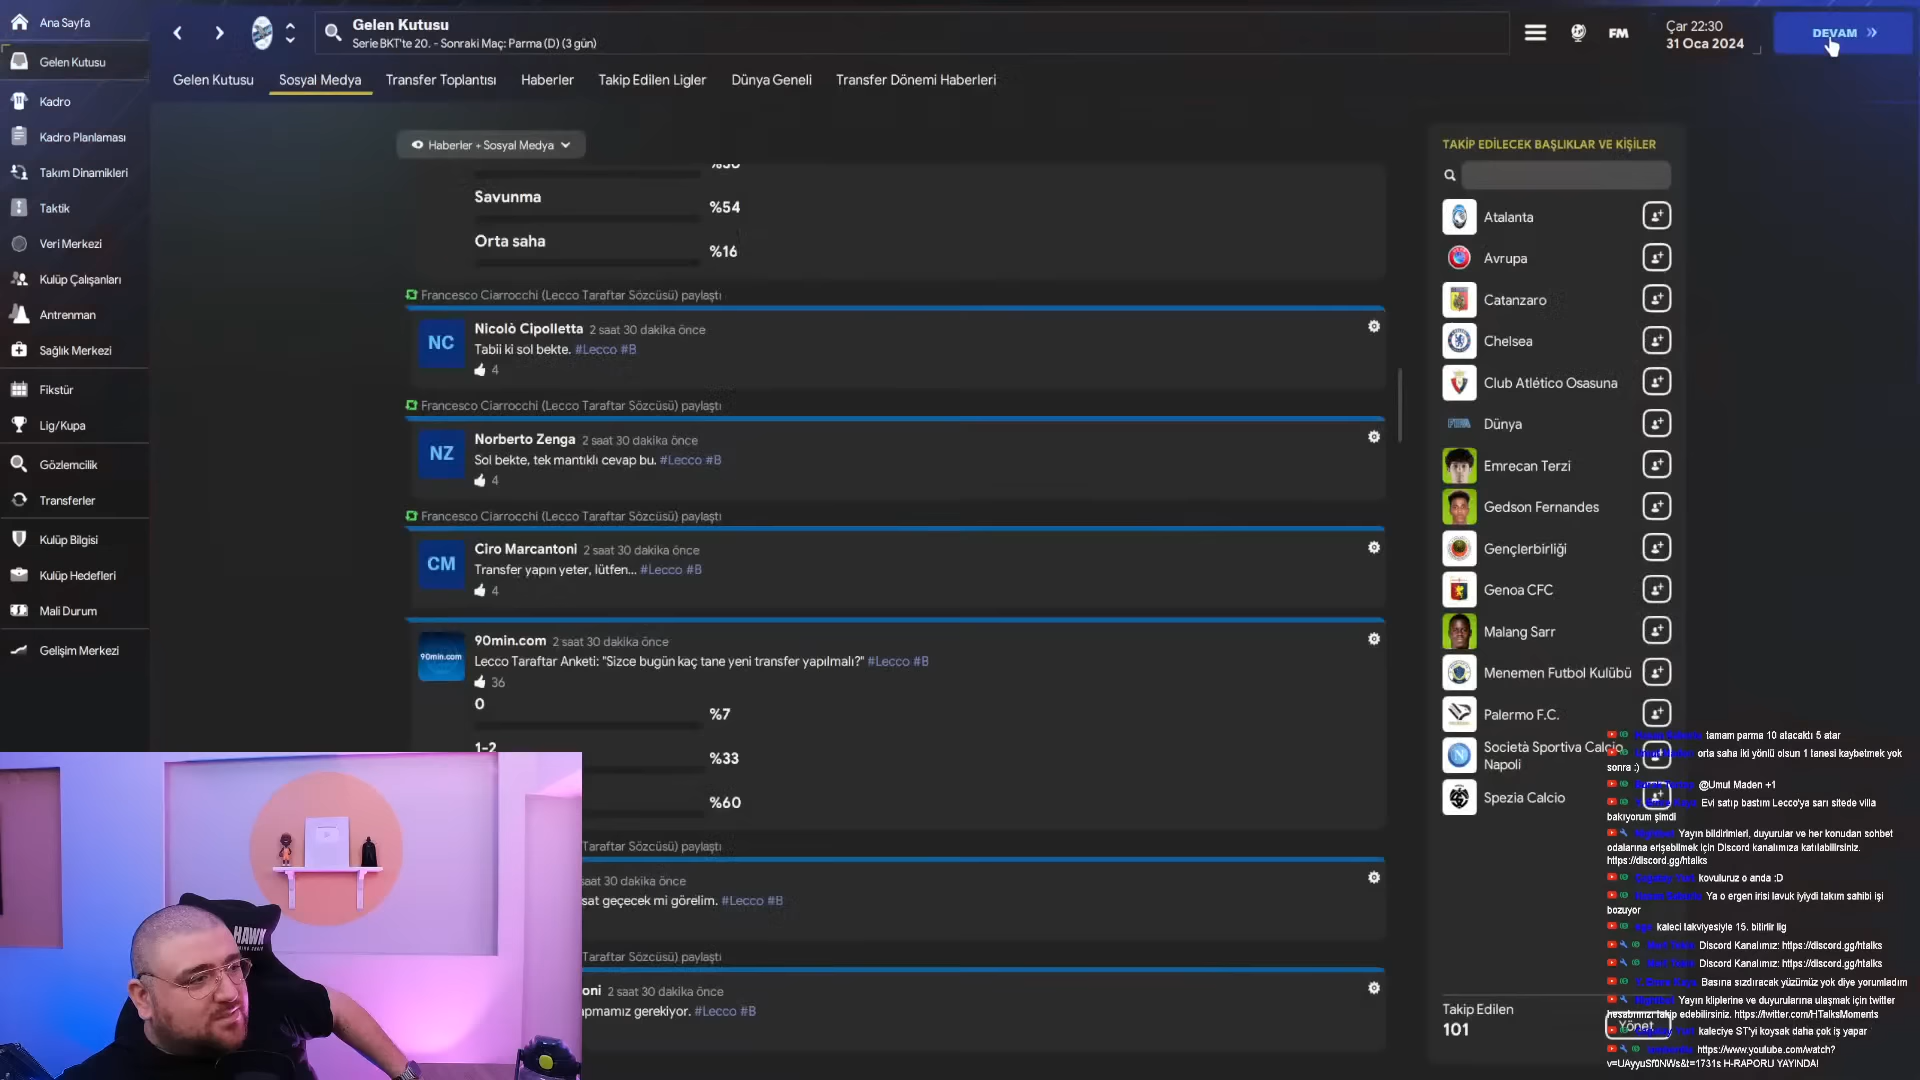 Ana Sayfa
Gelen Kutusu
Kadro
Kadro Planlaması
Takım Dinamikleri
Taktik
Veri Merkezi
Kulüp Çalışanları
Antrenman
Sağlık Merkezi
Fikstür
Lig/Kupa
Gözlemcilik
Transferler
Kulüp Bilgisi
Kulüp Hedefleri
Mali Durum
Gelişim Merkezi
Gelen Kutusu
Serie BKT'te 20. - Sonraki Maç: Parma (D) (3 gün)
FM
Çar 22:30
31 Oca 2024
DEVAM
Gelen Kutusu Sosyal Medya Transfer Toplantısı Haberler Takip Edilen Ligler Dünya Geneli Transfer Dönemi Haberleri
Haberler + Sosyal Medya
Savunma
%54
Orta saha
%16
Francesco Ciarrocchi (Lecco Taraftar Sözcüsü) paylaştı
NC
Nicolò Cipolletta 2 saat 30 dakika önce
Tabii ki sol bekte. #Lecco #B
4
Francesco Ciarrocchi (Lecco Taraftar Sözcüsü) paylaştı
NZ
Norberto Zenga 2 saat 30 dakika önce
Sol bekte, tek mantıklı cevap bu. #Lecco #B
4
Francesco Ciarrocchi (Lecco Taraftar Sözcüsü) paylaştı
CM
Ciro Marcantoni 2 saat 30 dakika önce
Transfer yapın yeter, lütfen... #Lecco #B
4
90min.com
90min.com 2 saat 30 dakika önce
Lecco Taraftar Anketi: "Sizce bugün kaç tane yeni transfer yapılmalı?" #Lecco #B
36
0
%7
1-2
%33
%60
Taraftar Sözcüsü) paylaştı
saat 30 dakika önce
sat geçecek mi görelim. #Lecco #B
Taraftar Sözcüsü) paylaştı
oni 2 saat 30 dakika önce
apmamız gerekiyor. #Lecco #B
HAWK
TAKİP EDİLECEK BAŞLIKLAR VE KİŞİLER
Atalanta
Avrupa
Catanzaro
Chelsea
Club Atlético Osasuna
FIFA
Dünya
Emrecan Terzi
Gedson Fernandes
Gençlerbirliği
Genoa CFC
Malang Sarr
Menemen Futbol Kulübü
Palermo F.C.
Società Sportiva Calcio
Napoli
Spezia Calcio
Takip Edilen
101
Yönet
tamam parma 10 atacaktı 5 atar
orta saha iki yönlü olsun 1 tanesi kaybetmek yok
sonra :)
@Umut Maden +1
Evi satıp bastım Lecco'ya sarı sitede villa
bakıyorum şimdi
Yayın bildirimleri, duyurular ve her konudan sohbet
odalarına erişebilmek için Discord kanalımıza katılabilirsiniz.
https://discord.gg/htalks
kovuluruz o anda :D
Ya o ergen irisi lavuk iyiydi takım sahibi işi
bozuyor
kaleci takviyesiyle 15. bitirir lig
Discord Kanalımız: https://discord.gg/htalks
Discord Kanalımız: https://discord.gg/htalks
Basına sızdıracak yüzümüz yok diye yorumladım
Yayın kliplerine ve duyurularına ulaşmak için twitter
hesabımızı takip edebilirsiniz. https://twitter.com/HTalksMoments
kaleciye ST'yi koysak daha çok iş yapar
https://www.youtube.com/watch?
v=UAyyuSf0NWs&t=1731s H-RAPORU YAYINDA!